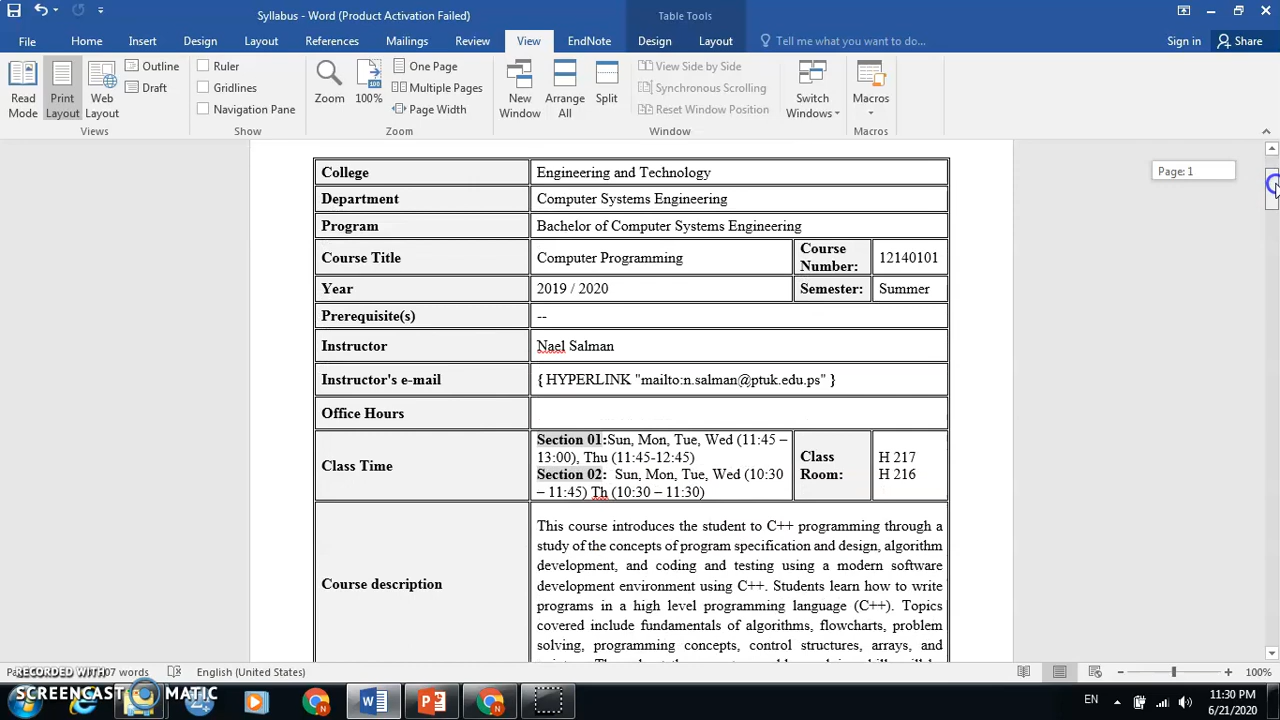 Syllabus - Word (Product Activation Failed)
Table Tools
File Home Insert Design Layout References Mailings Review View EndNote Design Layout Tell me what you want to do... Sign in Share
Read Mode
Print Layout
Web Layout
Outline
Draft
Views
Ruler
Gridlines
Navigation Pane
Show
Zoom
100%
One Page
Multiple Pages
Page Width
Zoom
New Window
Arrange All
Split
View Side by Side
Synchronous Scrolling
Reset Window Position
Window
Switch Windows
Macros
Macros
Page: 1
College Engineering and Technology
Department Computer Systems Engineering
Program Bachelor of Computer Systems Engineering
Course Title Computer Programming Course Number: 12140101
Year 2019 / 2020 Semester: Summer
Prerequisite(s) --
Instructor Nael Salman
Instructor's e-mail { HYPERLINK "mailto:n.salman@ptuk.edu.ps" }
Office Hours
Class Time
Section 01:Sun, Mon, Tue, Wed (11:45 –
13:00), Thu (11:45-12:45)
Section 02: Sun, Mon, Tue, Wed (10:30
– 11:45) Th (10:30 – 11:30)
Class Room:
H 217
H 216
Course description
This course introduces the student to C++ programming through a
study of the concepts of program specification and design, algorithm
development, and coding and testing using a modern software
development environment using C++. Students learn how to write
programs in a high level programming language (C++). Topics
covered include fundamentals of algorithms, flowcharts, problem
solving, programming concepts, control structures, arrays, and
words English (United States) 100%
RECORDED WITH
SCREENCAST MATIC
EN 11:30 PM
6/21/2020